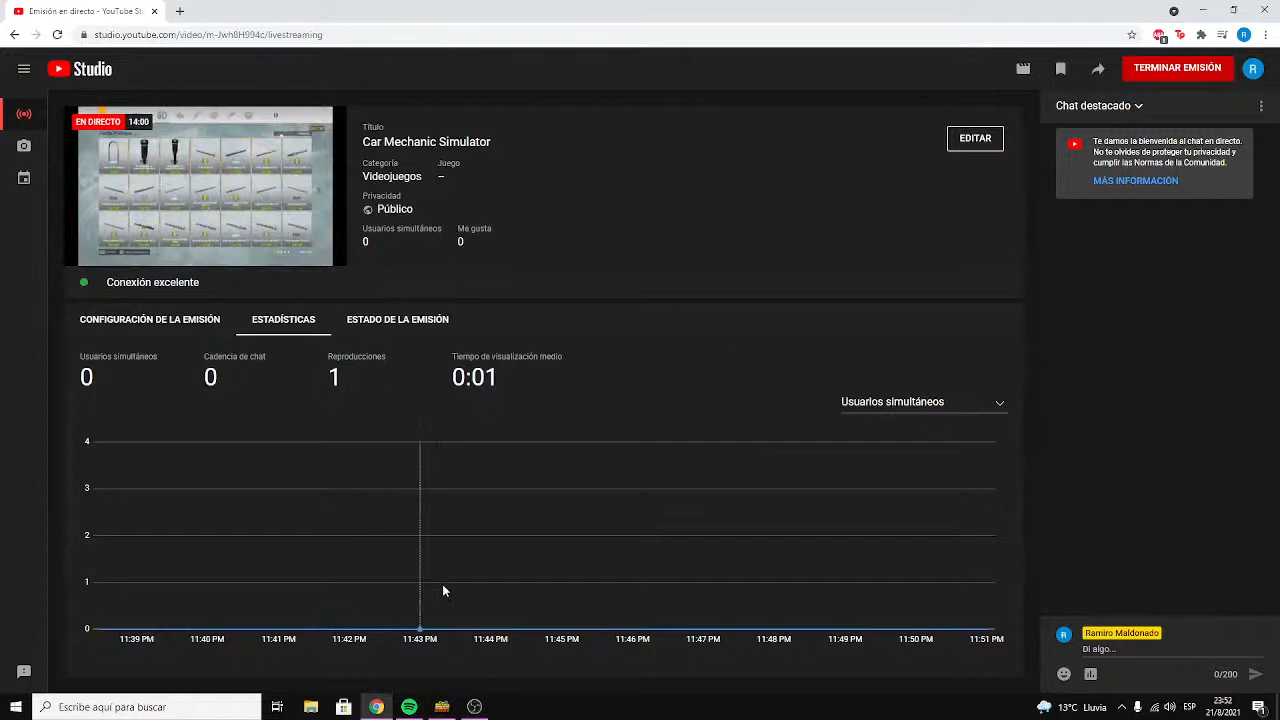 Emisión en directo - YouTube Stu
studio.youtube.com/video/m-Jwh8H994c/livestreaming
Studio
TERMINAR EMISIÓN
R
EN DIRECTO 14:00
Título
Car Mechanic Simulator
EDITAR
Categoría Juego
Videojuegos –
Privacidad
Público
Usuarios simultáneos Me gusta
0 0
Conexión excelente
CONFIGURACIÓN DE LA EMISIÓN ESTADÍSTICAS ESTADO DE LA EMISIÓN
Usuarios simultáneos Cadencia de chat Reproducciones Tiempo de visualización medio
0 0 1 0:01
Usuarios simultáneos
4
3
2
1
0
11:39 PM 11:40 PM 11:41 PM 11:42 PM 11:43 PM 11:44 PM 11:45 PM 11:46 PM 11:47 PM 11:48 PM 11:49 PM 11:50 PM 11:51 PM
Chat destacado
Te damos la bienvenida al chat en directo.
No te olvides de proteger tu privacidad y
cumplir las Normas de la Comunidad.
MÁS INFORMACIÓN
R Ramiro Maldonado
Di algo...
0/200
Escribe aquí para buscar
13°C Lluvia ESP 23:52
21/8/2021